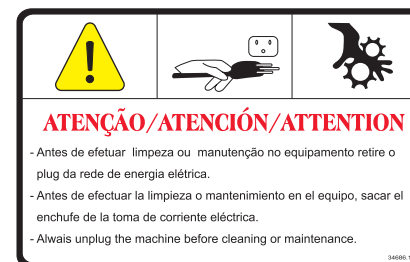 ATENÇÃO/ATENCIÓN/ATTENTION
- Antes de efetuar limpeza ou manutenção no equipamento retire o
plug da rede de energia elétrica.
- Antes de efectuar la limpieza o mantenimiento en el equipo, sacar el
enchufe de la toma de corriente eléctrica.
- Alwais unplug the machine before cleaning or maintenance.